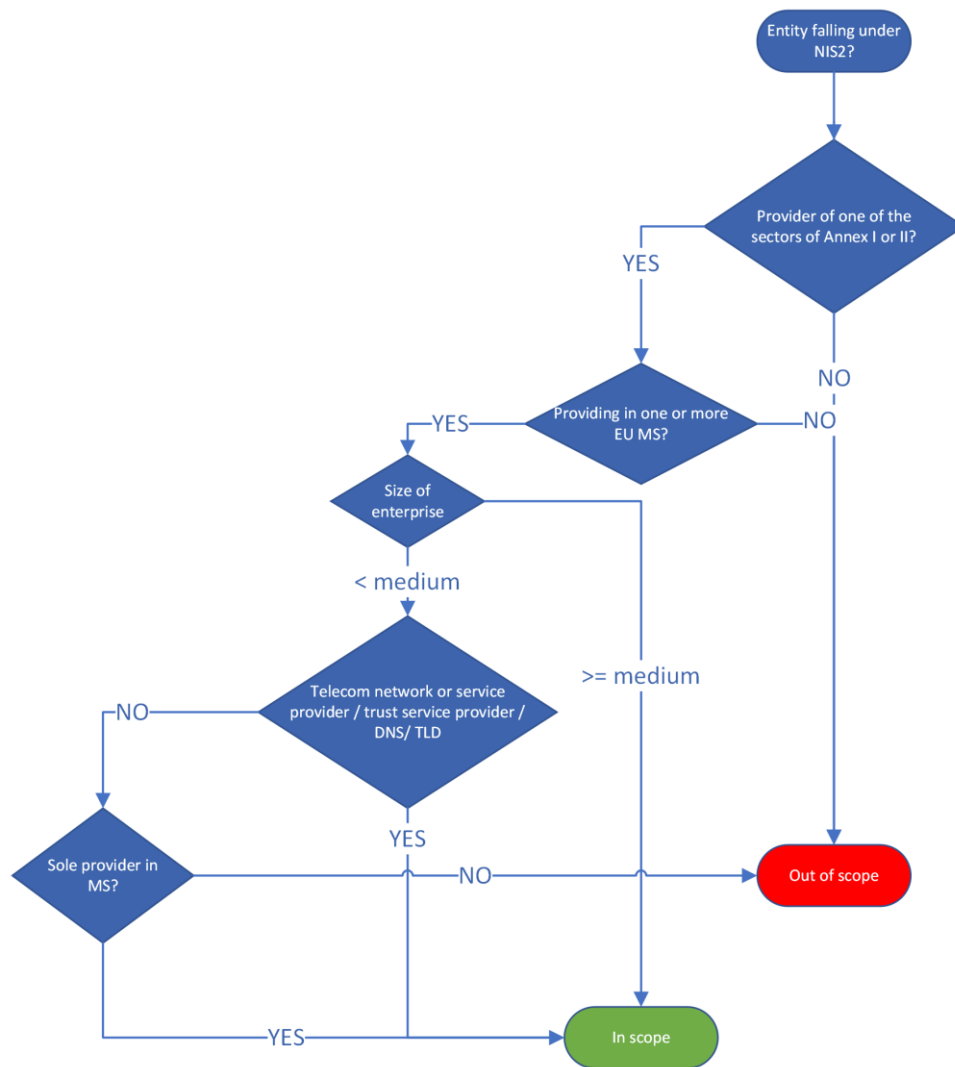 Entity falling under
NIS2?
Provider of one of the
sectors of Annex I or II?
YES
NO
Providing in one or more
EU MS?
YES
NO
Size of
enterprise
< medium
>= medium
Telecom network or service
provider / trust service provider /
DNS/ TLD
NO
YES
Sole provider in
MS?
NO
Out of scope
YES
In scope